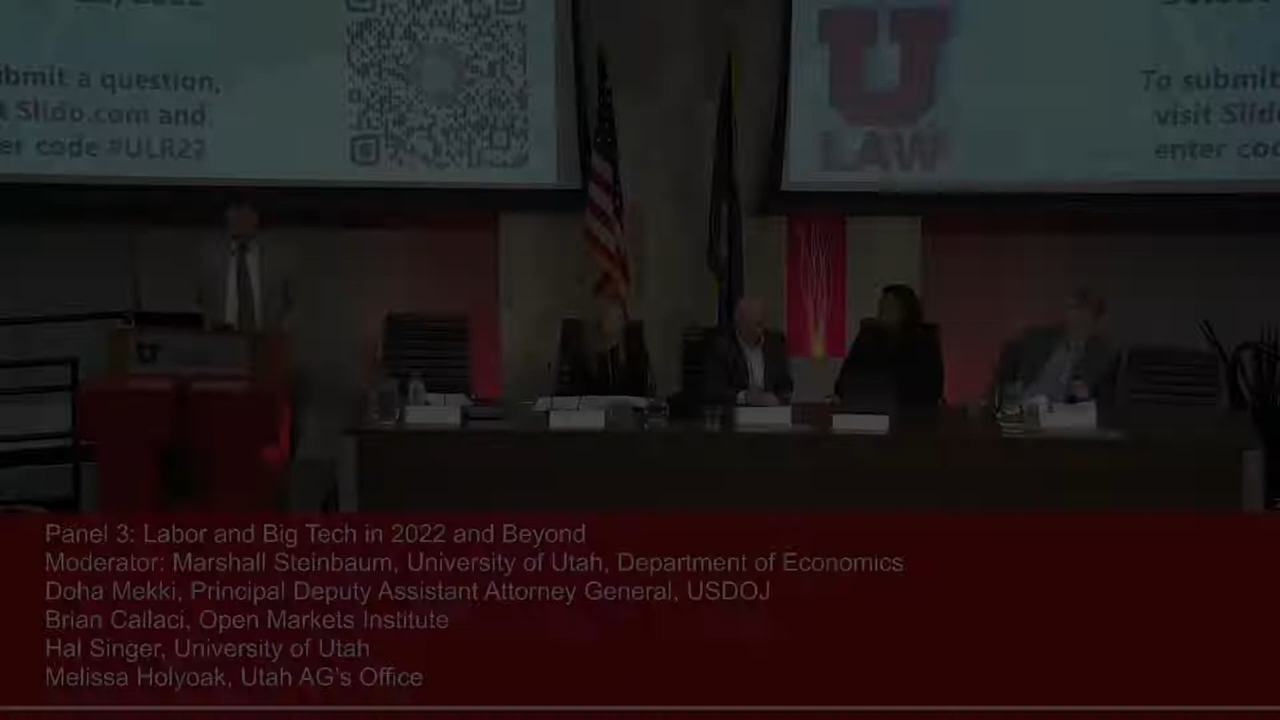 ubmit a question,
Slido.com and
er code #ULR22
U
LAW
To submit
visit Slid
enter co
U
Panel 3: Labor and Big Tech in 2022 and Beyond
Moderator: Marshall Steinbaum, University of Utah, Department of Economics
Doha Mekki, Principal Deputy Assistant Attorney General, USDOJ
Brian Callaci, Open Markets Institute
Hal Singer, University of Utah
Melissa Holyoak, Utah AG's Office